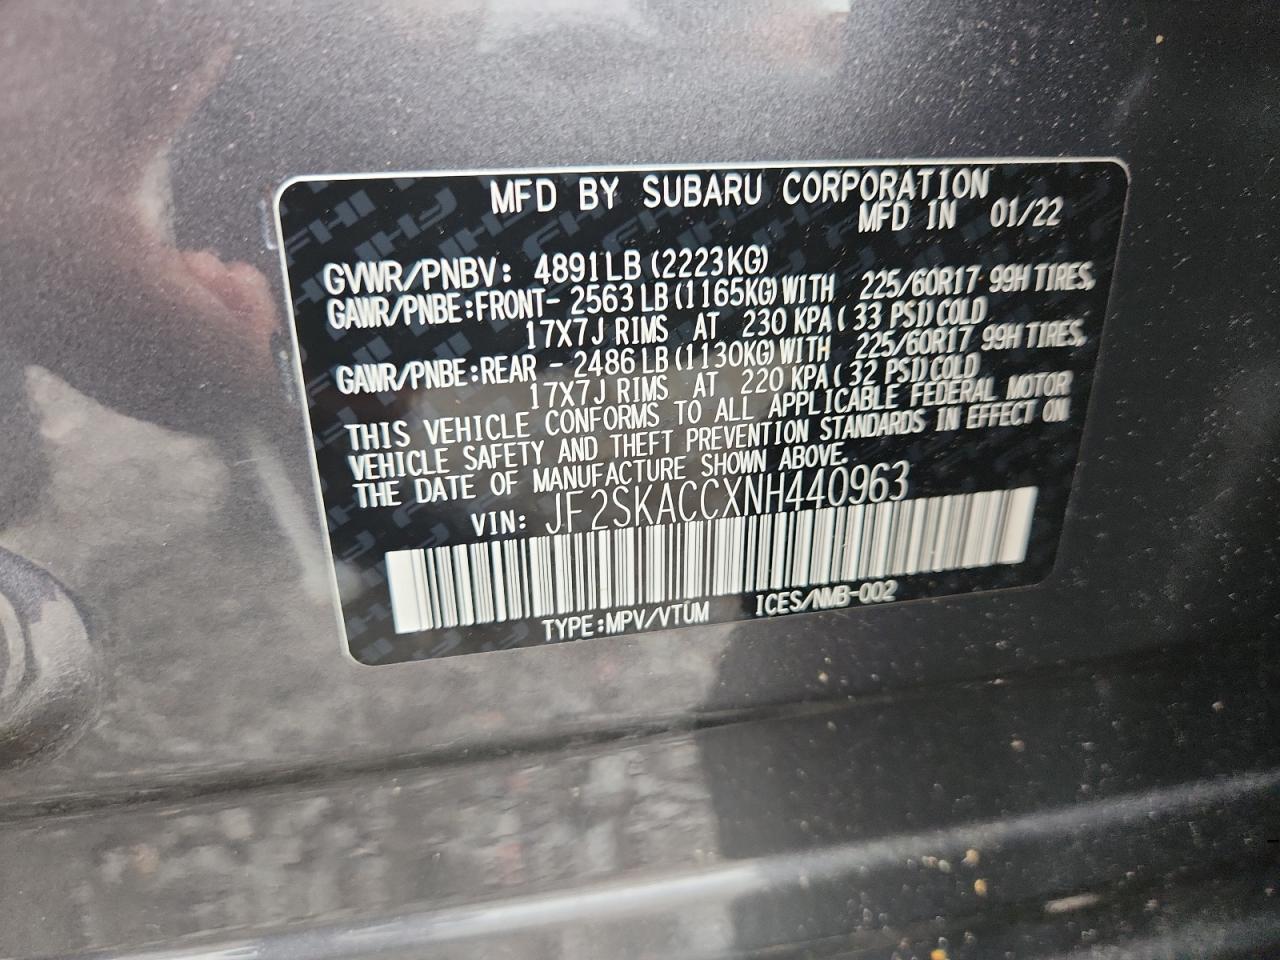 MFD BY SUBARU CORPORATION
MFD IN 01/22
GVWR/PNBV: 4891LB (2223KG)
GAWR/PNBE:FRONT- 2563 LB (1165KG) WITH 225/60R17 99H TIRES,
17X7J RIMS AT 230 KPA ( 33 PSI) COLD
GAWR/PNBE:REAR - 2486 LB (1130KG) WITH 225/60R17 99H TIRES,
17X7J RIMS AT 220 KPA ( 32 PSI) COLD
THIS VEHICLE CONFORMS TO ALL APPLICABLE FEDERAL MOTOR
VEHICLE SAFETY AND THEFT PREVENTION STANDARDS IN EFFECT ON
THE DATE OF MANUFACTURE SHOWN ABOVE.
VIN: JF2SKACCXNH440963
TYPE:MPV/VTUM ICES/NMB-002